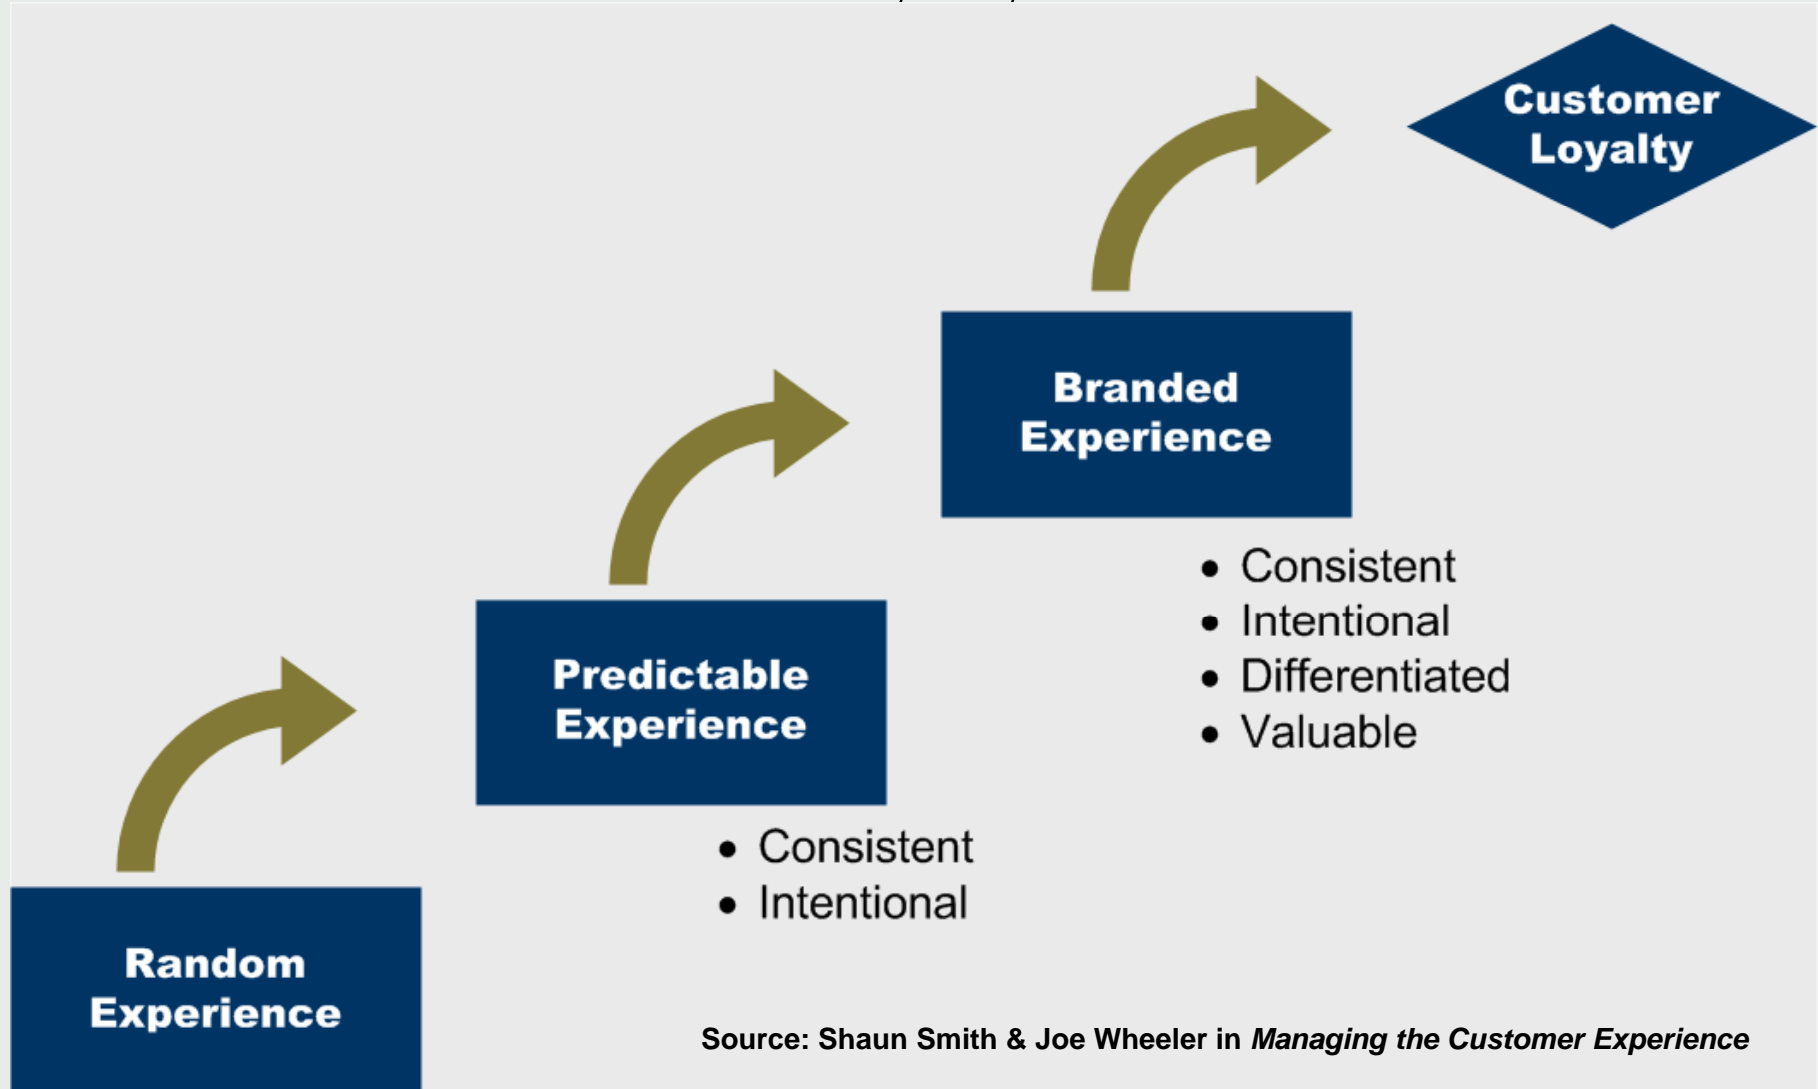 Customer
Loyalty
Branded
Experience
• Consistent
• Intentional
• Differentiated
• Valuable
Predictable
Experience
• Consistent
• Intentional
Random
Experience
Source: Shaun Smith & Joe Wheeler in Managing the Customer Experience